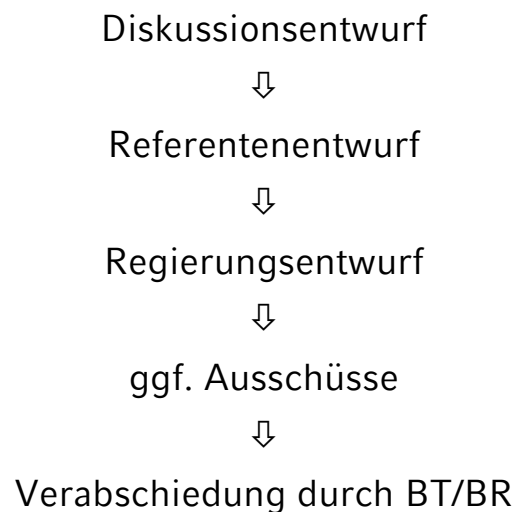 Diskussionsentwurf
⇩
Referentenentwurf
⇩
Regierungsentwurf
⇩
ggf. Ausschüsse
⇩
Verabschiedung durch BT/BR